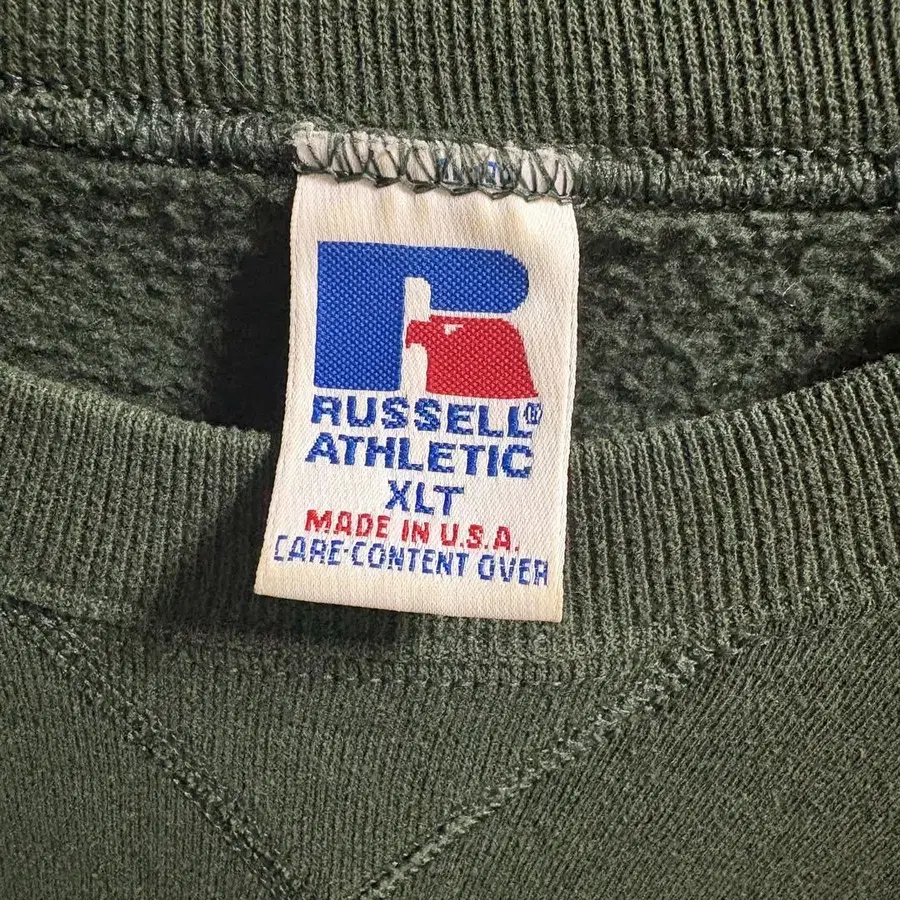 RUSSELL®
ATHLETIC
XLT
MADE IN U.S.A.
CARE-CONTENT OVER